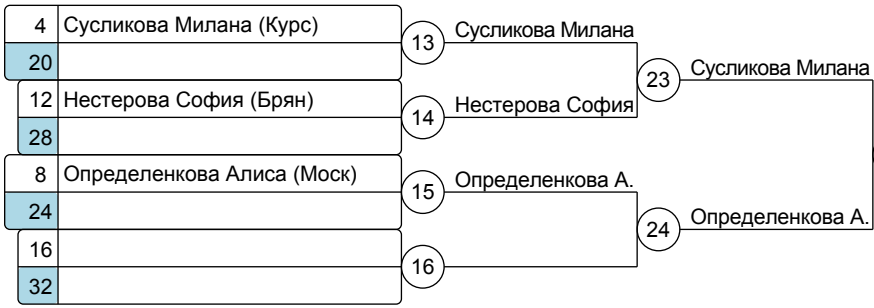 4 Сусликова Милана (Курс)
13 Сусликова Милана
20
23 Сусликова Милана
12 Нестерова София (Брян)
14 Нестерова София
28
8 Определенкова Алиса (Моск)
15 Определенкова А.
24
24 Определенкова А.
16
16
32